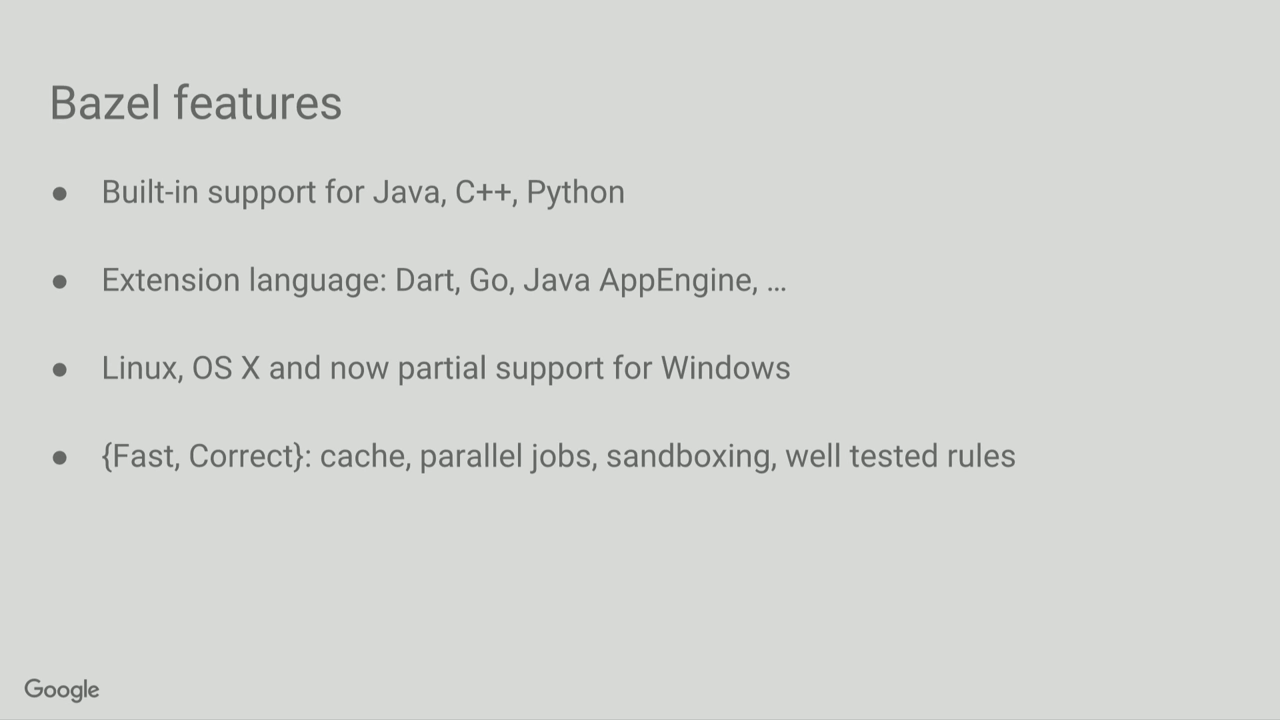 Bazel features
● Built-in support for Java, C++, Python
● Extension language: Dart, Go, Java AppEngine, …
● Linux, OS X and now partial support for Windows
● {Fast, Correct}: cache, parallel jobs, sandboxing, well tested rules
Google